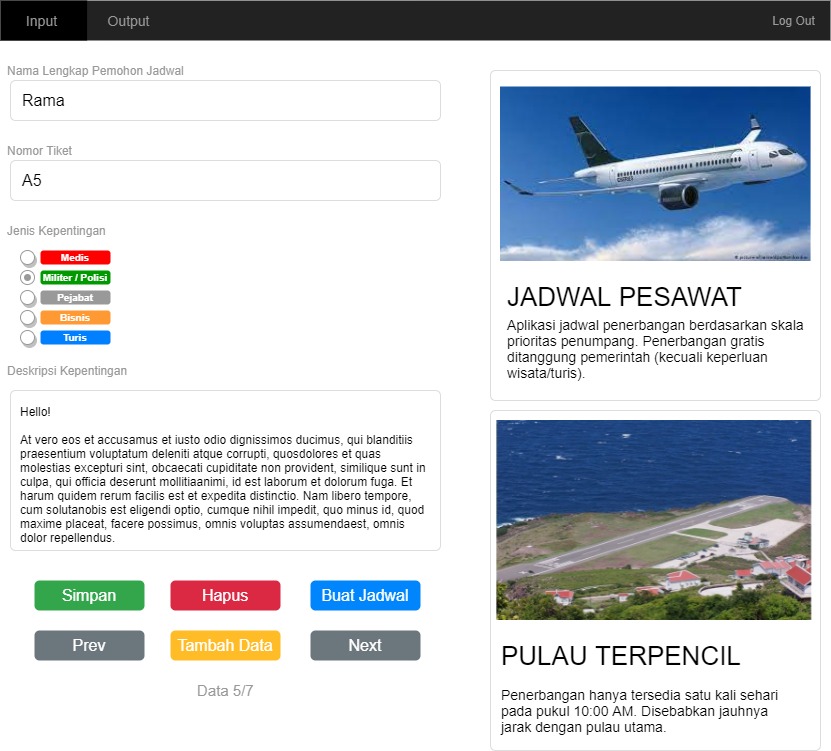 Input
Output
Log Out
Nama Lengkap Pemohon Jadwal
Rama
Nomor Tiket
A5
Jenis Kepentingan
Medis
Militer / Polisi
Pejabat
Bisnis
Turis
Deskripsi Kepentingan
Hello!
At vero eos et accusamus et iusto odio dignissimos ducimus, qui blanditiis
praesentium voluptatum deleniti atque corrupti, quosdolores et quas
molestias excepturi sint, obcaecati cupiditate non provident, similique sunt in
culpa, qui officia deserunt mollitiaanimi, id est laborum et dolorum fuga. Et
harum quidem rerum facilis est et expedita distinctio. Nam libero tempore,
cum solutanobis est eligendi optio, cumque nihil impedit, quo minus id, quod
maxime placeat, facere possimus, omnis voluptas assumendaest, omnis
dolor repellendus.
Simpan
Hapus
Buat Jadwal
Prev
Tambah Data
Next
Data 5/7
JADWAL PESAWAT
Aplikasi jadwal penerbangan berdasarkan skala
prioritas penumpang. Penerbangan gratis
ditanggung pemerintah (kecuali keperluan
wisata/turis).
PULAU TERPENCIL
Penerbangan hanya tersedia satu kali sehari
pada pukul 10:00 AM. Disebabkan jauhnya
jarak dengan pulau utama.